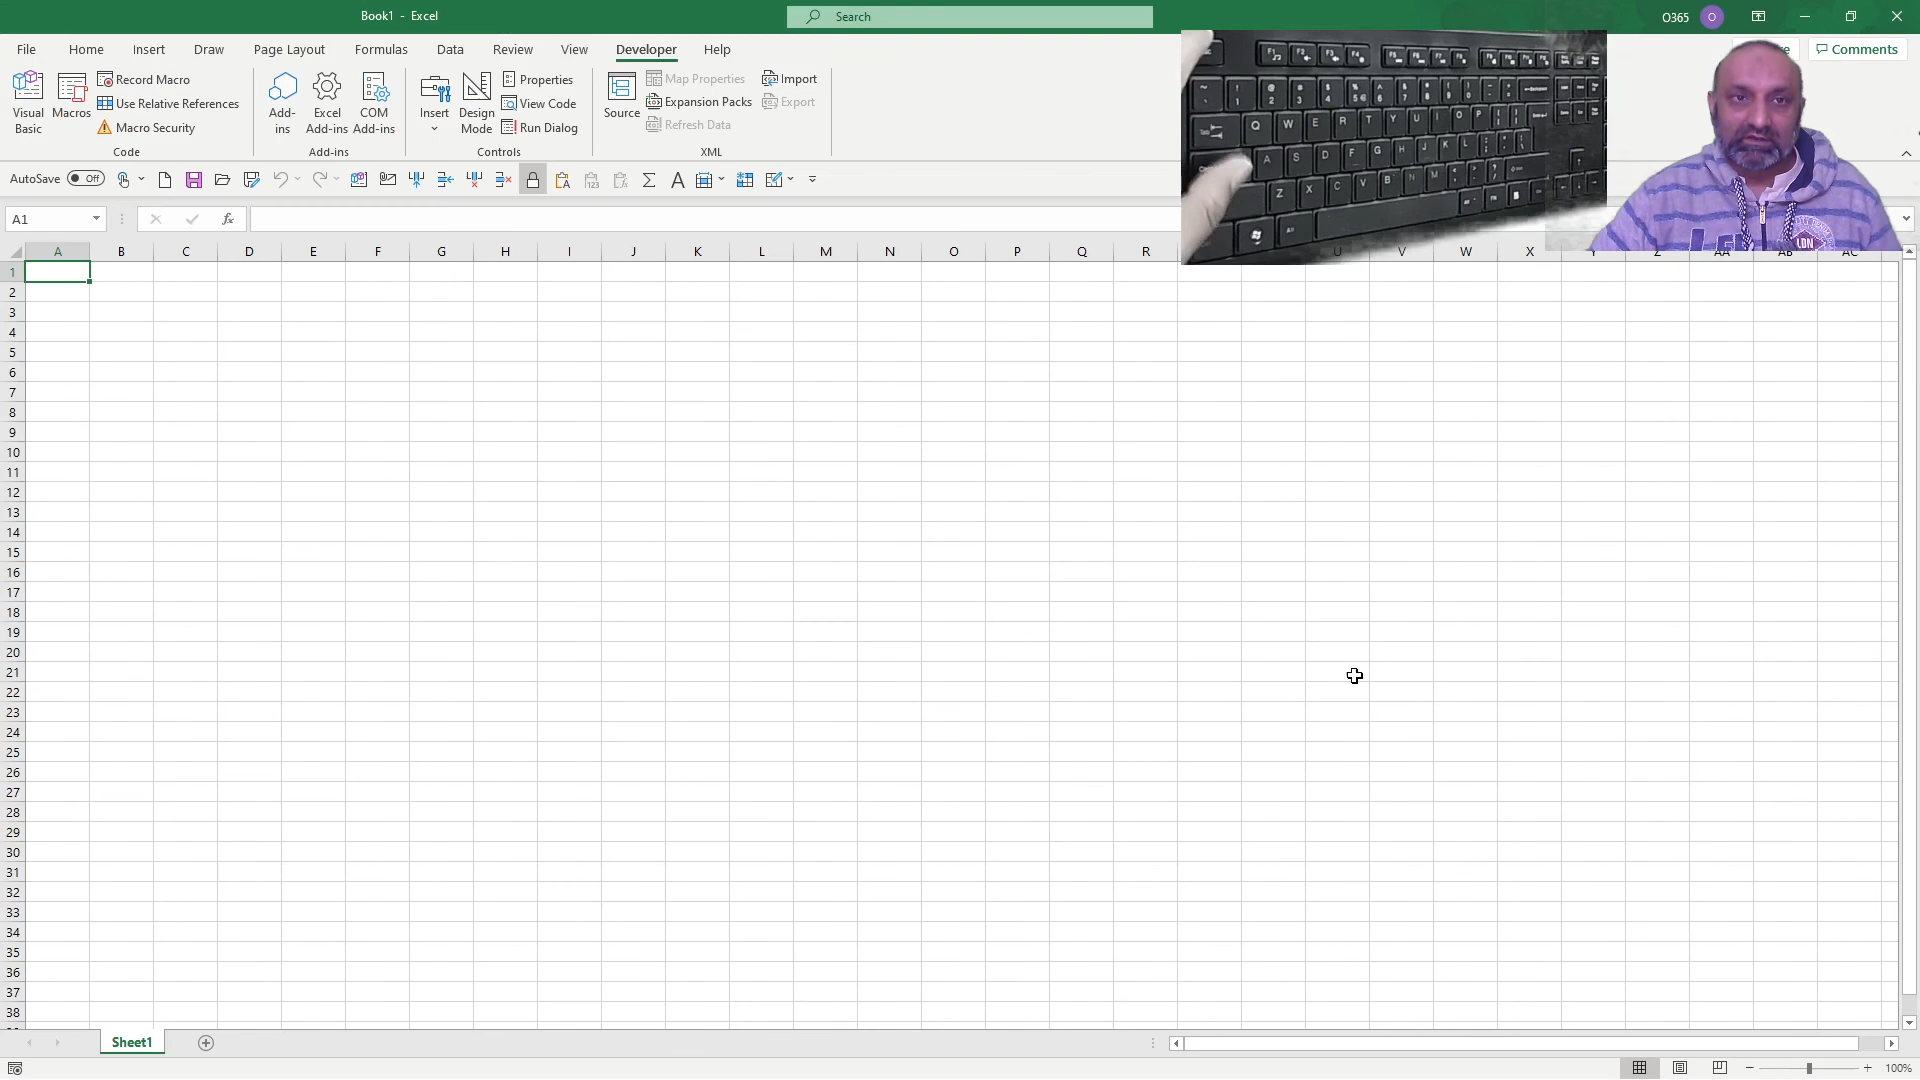 Book1 - Excel
Search
O365
O
File Home Insert Draw Page Layout Formulas Data Review View Developer Help
Comments
Visual Basic
Macros
Record Macro
Use Relative References
Macro Security
Code
Add-ins
Excel Add-ins
COM Add-ins
Add-ins
Insert
Design Mode
Properties
View Code
Run Dialog
Controls
Source
Map Properties
Expansion Packs
Refresh Data
Import
Export
XML
AutoSave Off
A1
fx
A B C D E F G H I J K L M N O P Q R U V W X Y Z AA AB AC
1
2
3
4
5
6
7
8
9
10
11
12
13
14
15
16
17
18
19
20
21
22
23
24
25
26
27
28
29
30
31
32
33
34
35
36
37
38
Sheet1
100%
Q W E R T Y U I O P
A S D F G H J K L
Z X C V B N M
LDN